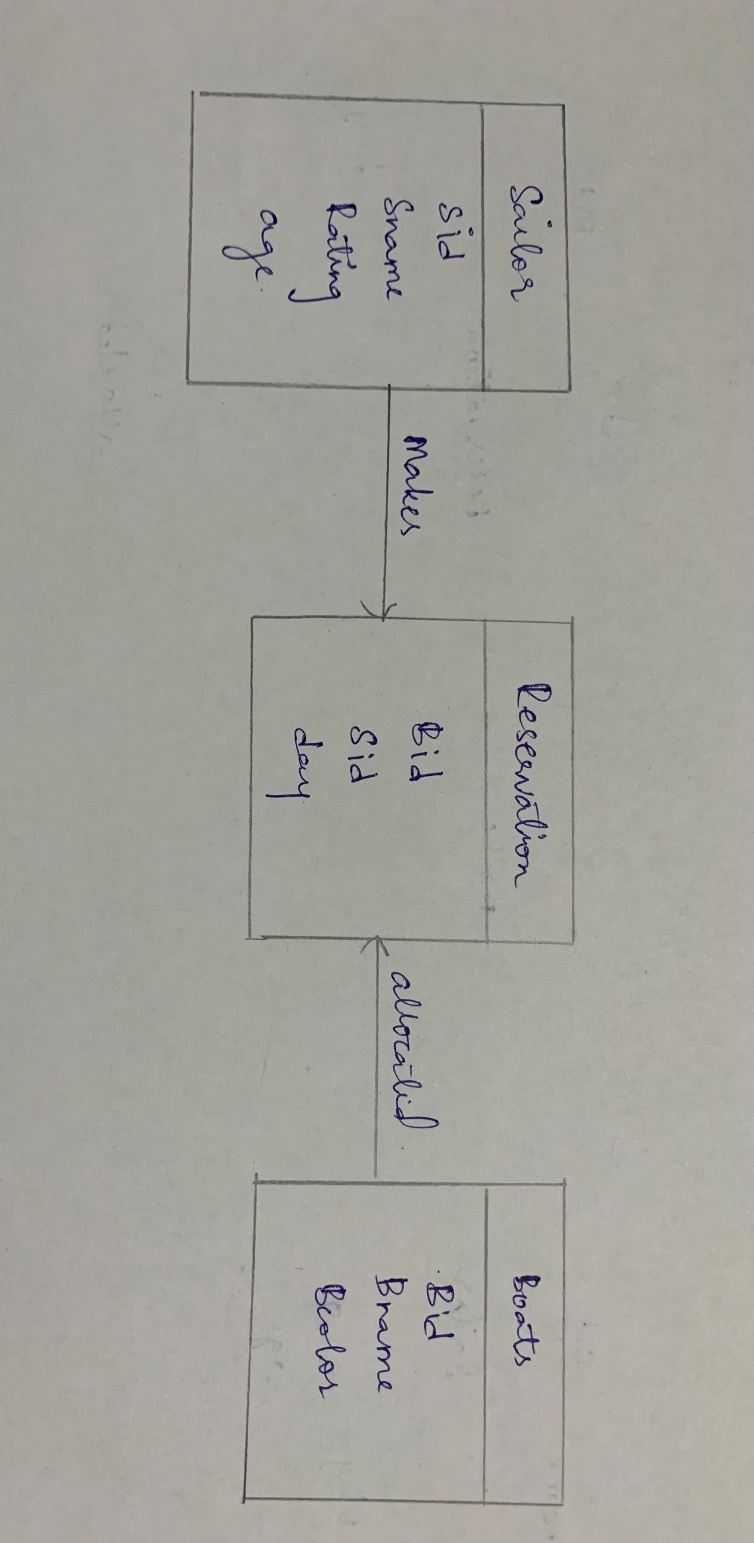 Sailor
Sid
Sname
Rating
age.
Makes
Reservation
Bid
Sid
day
allocated
Boats
Bid
Bname
Bcolor